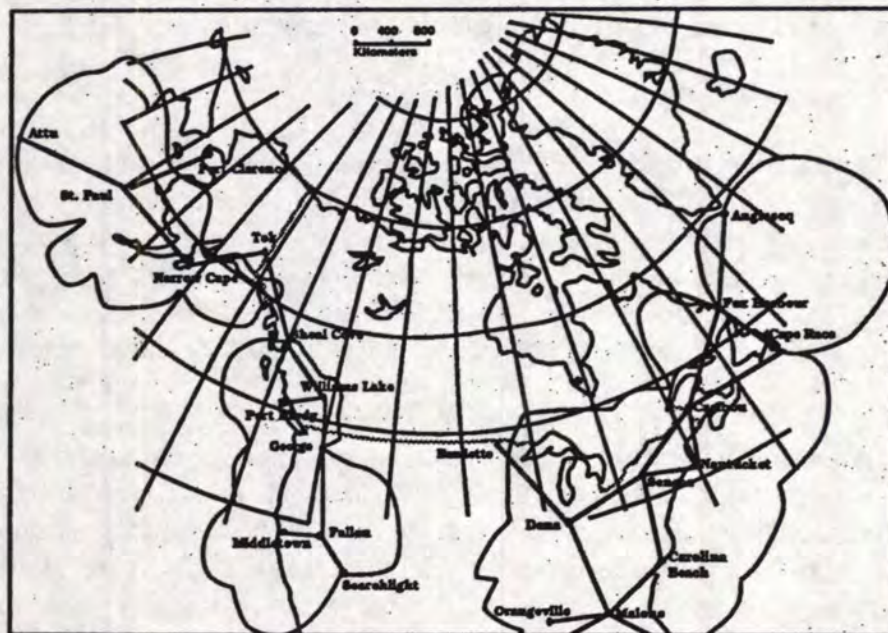 0 400 800
Kilometers
Attu
St. Paul
Port Clarence
Tok
Narrow Cape
Shoal Cove
Williams Lake
Port Hardy
George
Middletown
Fallon
Searchlight
Angissoq
Fox Harbour
Cape Race
Caribou
Nantucket
Seneca
Baudette
Dana
Carolina
Beach
Orangeville
Malone